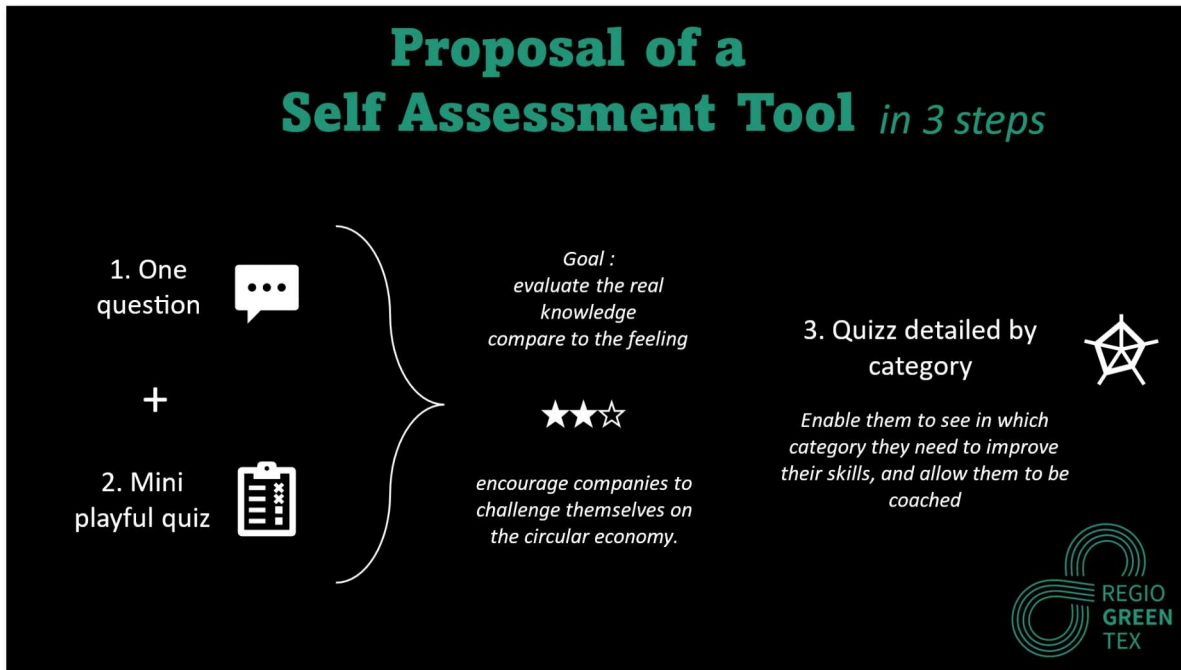 Proposal of a
Self Assessment Tool in 3 steps
1. One
question
+
2. Mini
playful quiz
Goal :
evaluate the real
knowledge
compare to the feeling
encourage companies to
challenge themselves on
the circular economy.
3. Quizz detailed by
category
Enable them to see in which
category they need to improve
their skills, and allow them to be
coached
REGIO
GREEN
TEX